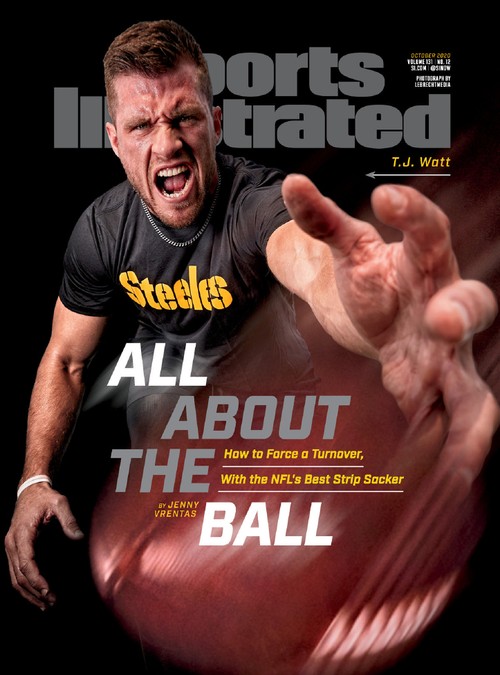 Sports
Illustrated
OCTOBER 2020
VOLUME 131 | NO. 12
SI.COM | @SINOW
PHOTOGRAPH BY
LEBRECHTMEDIA
T.J. Watt
Steelers
ALL
ABOUT
THE
How to Force a Turnover,
With the NFL's Best Strip Sacker
BY JENNY
VRENTAS
BALL